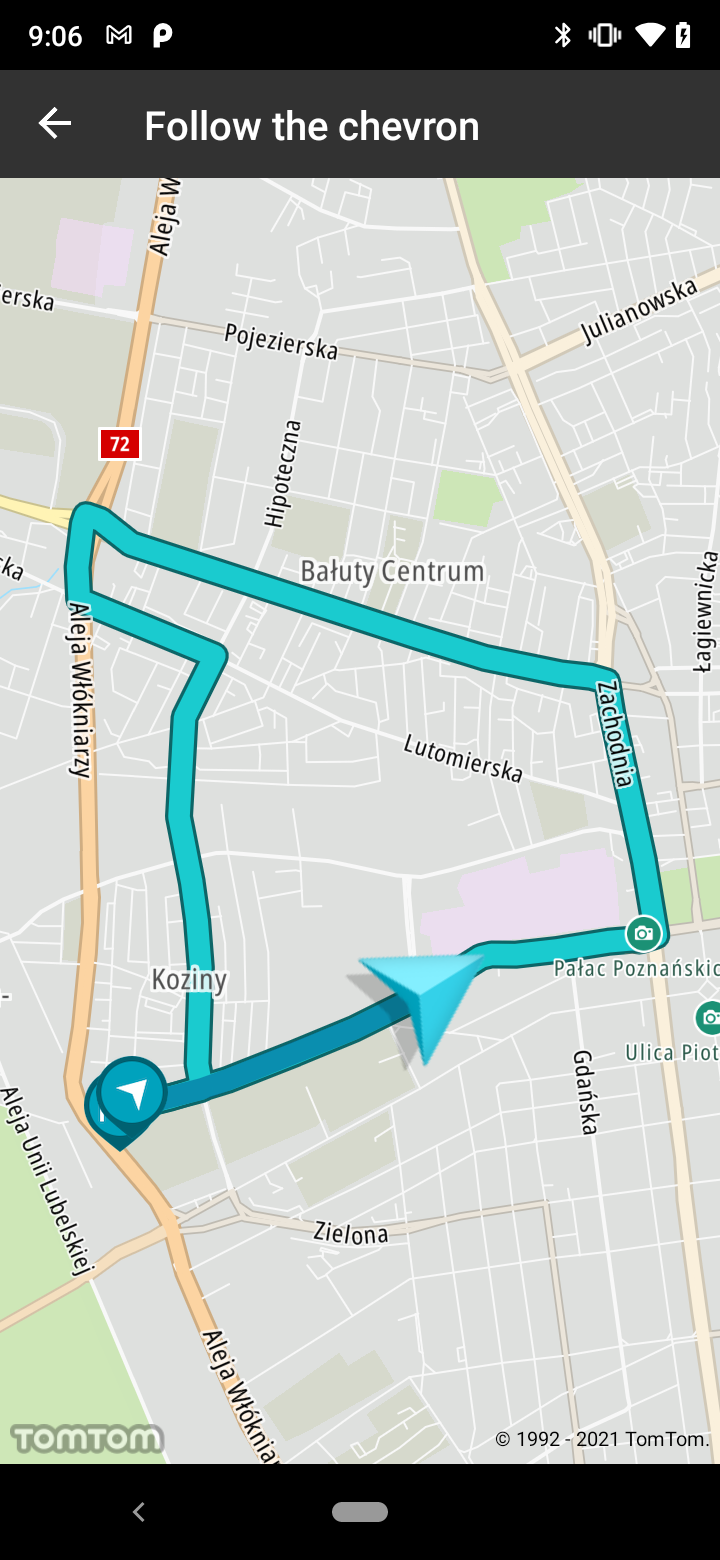 9:06
Follow the chevron
Aleja W
erska
Julianowska
Pojezierska
72
Hipoteczna
Bałuty Centrum
ka
Łagiewnicka
Aleja Włókniarzy
Zachodnia
Lutomierska
Pałac Poznańskic
Koziny
Ulica Piot
Gdańska
Aleja Unii Lubelskiej
Zielona
Aleja Włókniar
TOMTOM
© 1992 - 2021 TomTom.